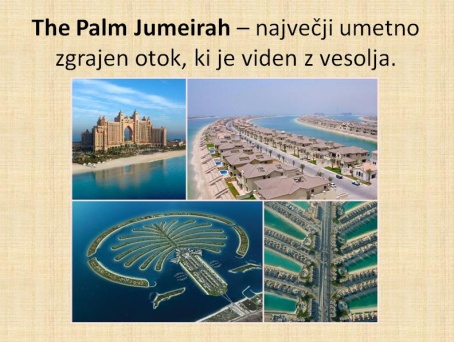 The Palm Jumeirah – največji umetno
zgrajen otok, ki je viden z vesolja.